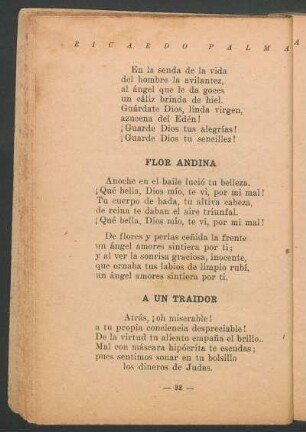 RICARDO PALMA
En la senda de la vida
del hombre la avilantez,
al ángel que le da goces
un cáliz brinda de hiel.
Guárdate Dios, linda virgen,
azucena del Edén!
¡Guarde Dios tus alegrías!
¡Guarde Dios tu sencillez!
FLOR ANDINA
Anoche en el baile lució tu belleza.
¡Qué bella, Dios mío, te vi, por mi mal!
Tu cuerpo de hada, tu altiva cabeza,
de reina te daban el aire triunfal.
¡Qué bella, Dios mío, te vi, por mi mal!
De flores y perlas ceñida la frente
un ángel amores sintiera por ti;
y al ver la sonrisa graciosa, inocente,
que ornaba tus labios de limpio rubí,
un ángel amores sintiera por ti.
A UN TRAIDOR
Atrás, ¡oh miserable!
a tu propia conciencia despreciable!
De la virtud tu aliento empaña el brillo.
Mal con máscara hipócrita te escudas;
pues sentimos sonar en tu bolsillo
los dineros de Judas.
— 32 —